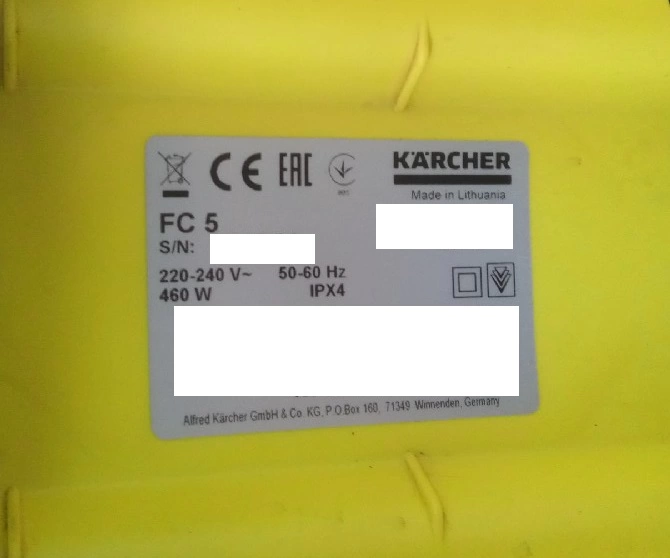 CE EAC
KÄRCHER
Made in Lithuania
FC 5
S/N:
220-240 V~ 50-60 Hz
460 W IPX4
Alfred Kärcher GmbH & Co. KG, P.O.Box 160, 71349 Winnenden, Germany